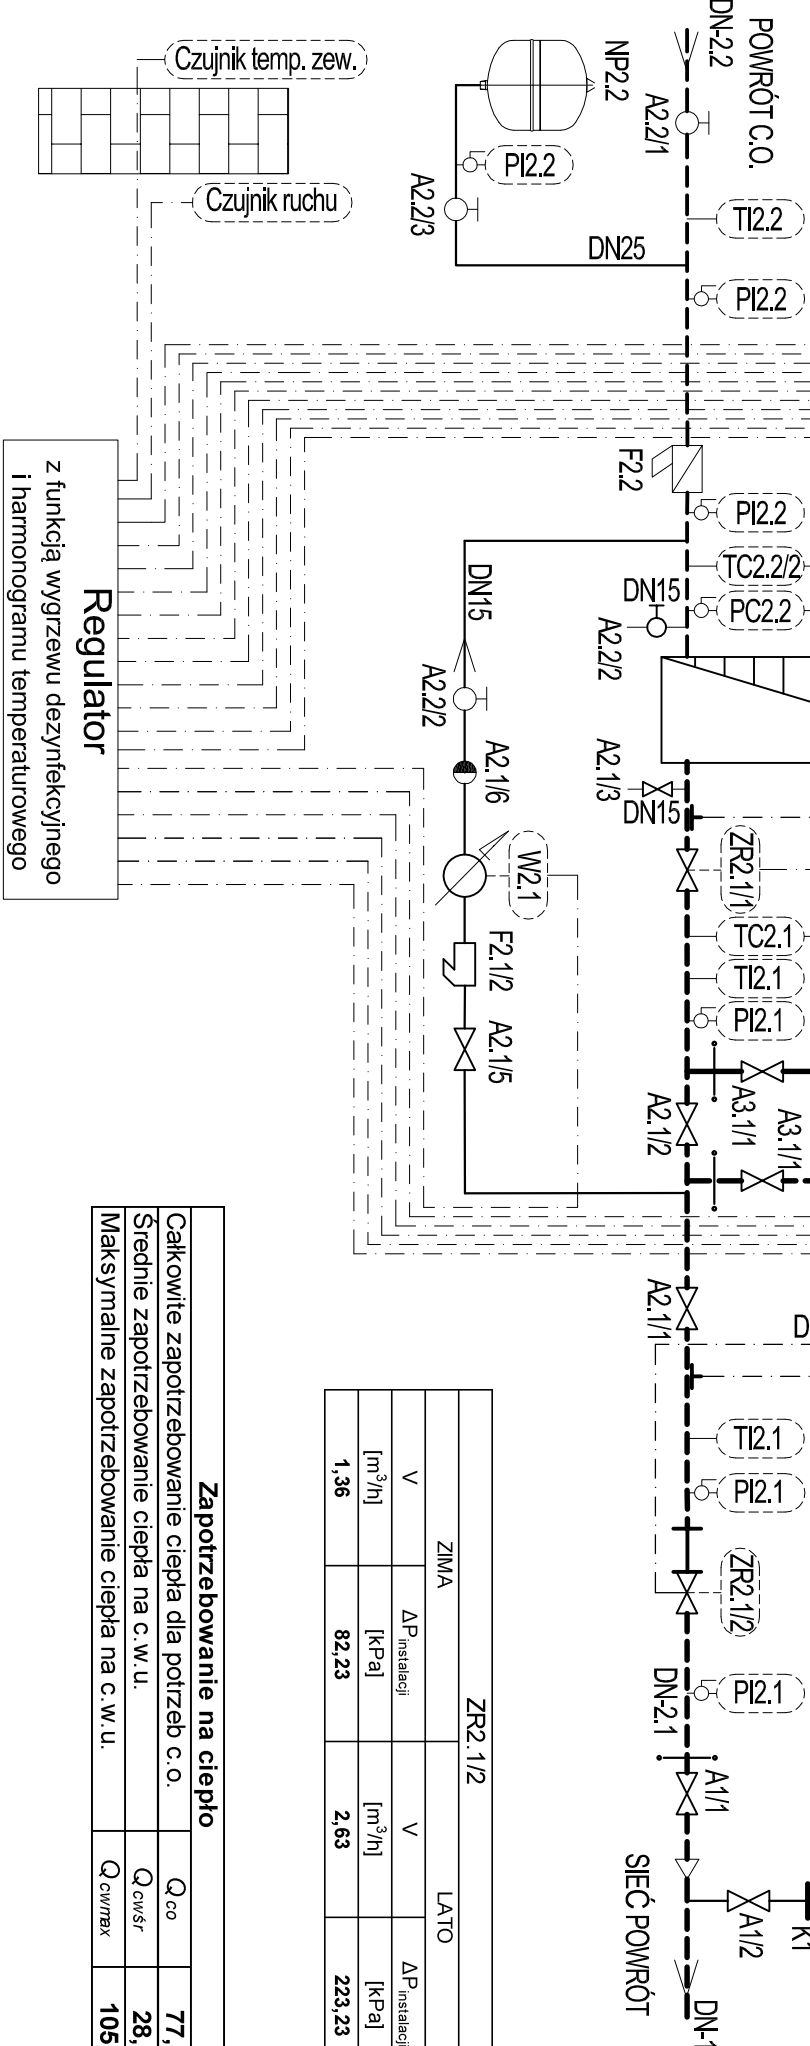 POWRÓT C.O.
DN-2.2
A2.2/1
NP2.2
PI2.2
A2.2/3
DN25
TI2.2
PI2.2
Czujnik temp. zew.
Czujnik ruchu
F2.2
PI2.2
TC2.2/2
PC2.2
DN15
A2.2/2
DN15
A2.2/2
A2.1/6
W2.1
F2.1/2
A2.1/5
A2.1/3
DN15
ZR2.1/1
TC2.1
TI2.1
PI2.1
A3.1/1
A3.1/1
A2.1/2
A2.1/1
TI2.1
PI2.1
ZR2.1/2
PI2.1
DN-2.1
A1/1
A1/2
K1
SIEĆ POWRÓT
DN-1
Regulator
z funkcją wygrzewu dezynfekcyjnego
i harmonogramu temperaturowego
ZR2.1/2
ZIMA LATO
V ΔPinstalacji V ΔPinstalacji
[m³/h] [kPa] [m³/h] [kPa]
1,36 82,23 2,63 223,23
Zapotrzebowanie na ciepło
Całkowite zapotrzebowanie ciepła dla potrzeb c.o. Qco 77,
Średnie zapotrzebowanie ciepła na c.w.u. Qcwśr 28,
Maksymalne zapotrzebowanie ciepła na c.w.u. Qcwmax 105